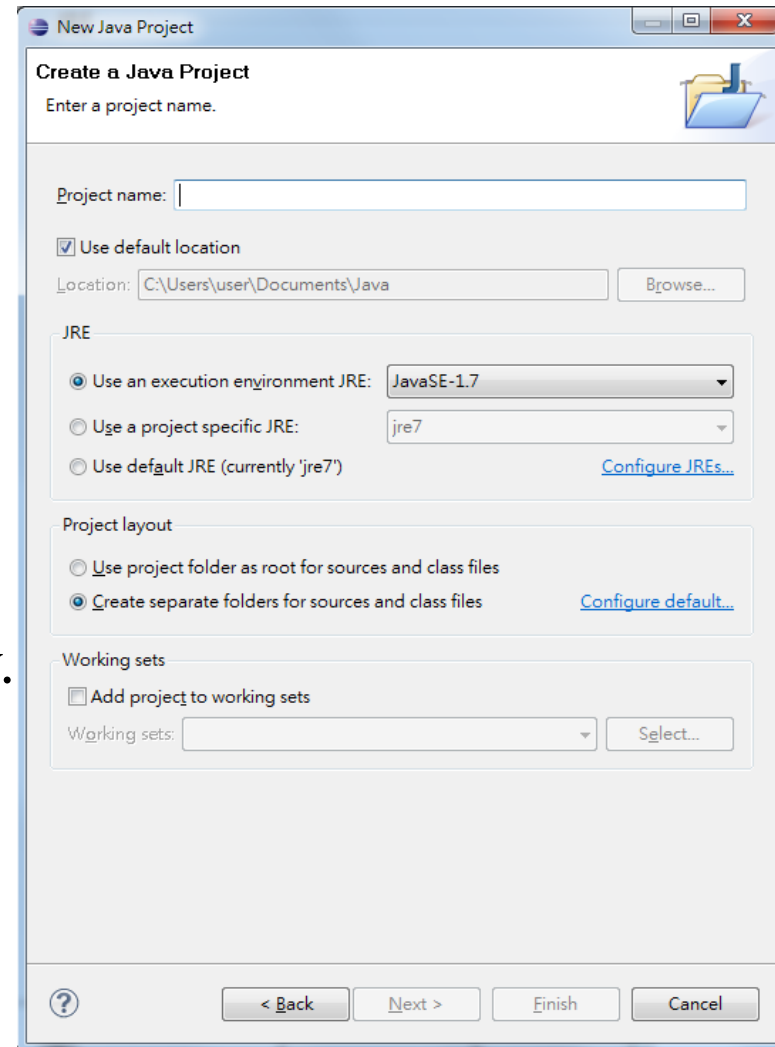 New Java Project
Create a Java Project
Enter a project name.
Project name:
Use default location
Location: C:\Users\user\Documents\Java Browse...
JRE
Use an execution environment JRE: JavaSE-1.7
Use a project specific JRE: jre7
Use default JRE (currently 'jre7') Configure JREs...
Project layout
Use project folder as root for sources and class files
Create separate folders for sources and class files Configure default...
Working sets
Add project to working sets
Working sets: Select...
? < Back Next > Finish Cancel